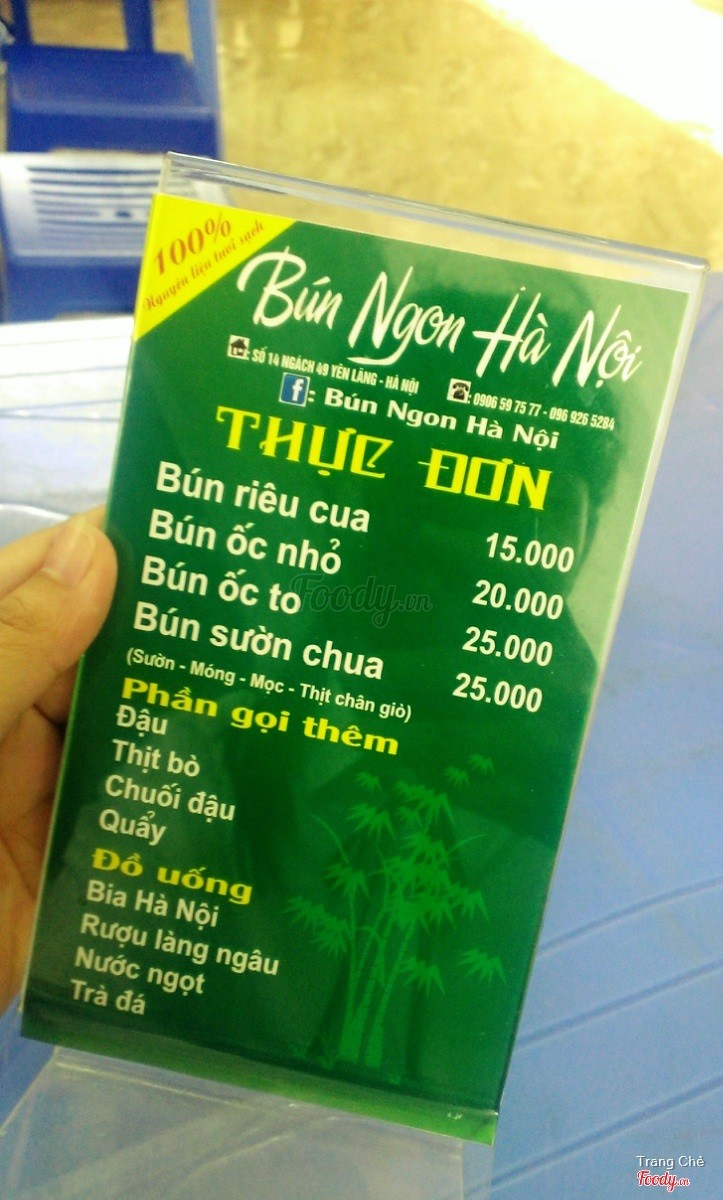 100%
Nguyên liệu tươi sạch
Bún Ngon Hà Nội
: SỐ 14 NGÁCH 49 YÊN LÃNG - HÀ NỘI
: 0906 59 75 77 - 096 926 5284
f : Bún Ngon Hà Nội
THỰC ĐƠN
Bún riêu cua 15.000
Bún ốc nhỏ 20.000
Bún ốc to 25.000
Bún sườn chua 25.000
(Sườn - Móng - Mọc - Thịt chân giò)
Phần gọi thêm
Đậu
Thịt bò
Chuối đậu
Quẩy
Đồ uống
Bia Hà Nội
Rượu làng ngâu
Nước ngọt
Trà đá
Foody.vn
Trang Chẻ
Foody.vn